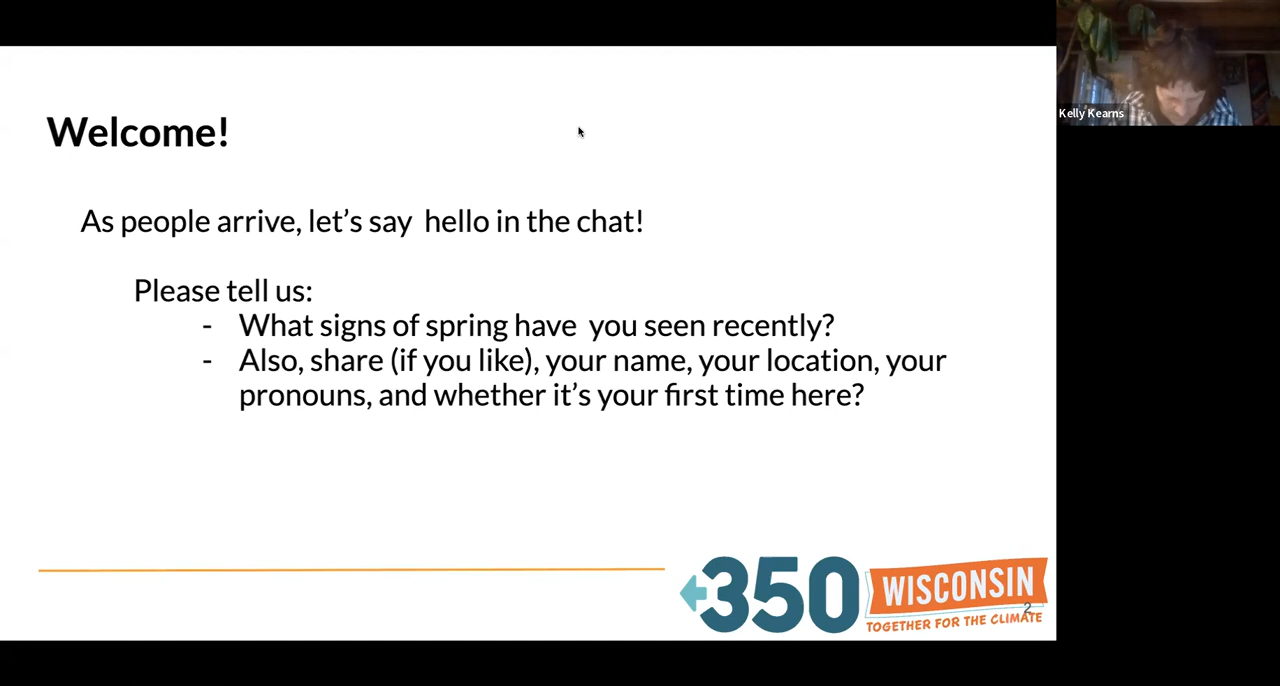 Welcome!
As people arrive, let’s say  hello in the chat!
Please tell us:
- What signs of spring have  you seen recently?
- Also, share (if you like), your name, your location, your
pronouns, and whether it’s your first time here?
350
WISCONSIN
TOGETHER FOR THE CLIMATE
2
Kelly Kearns